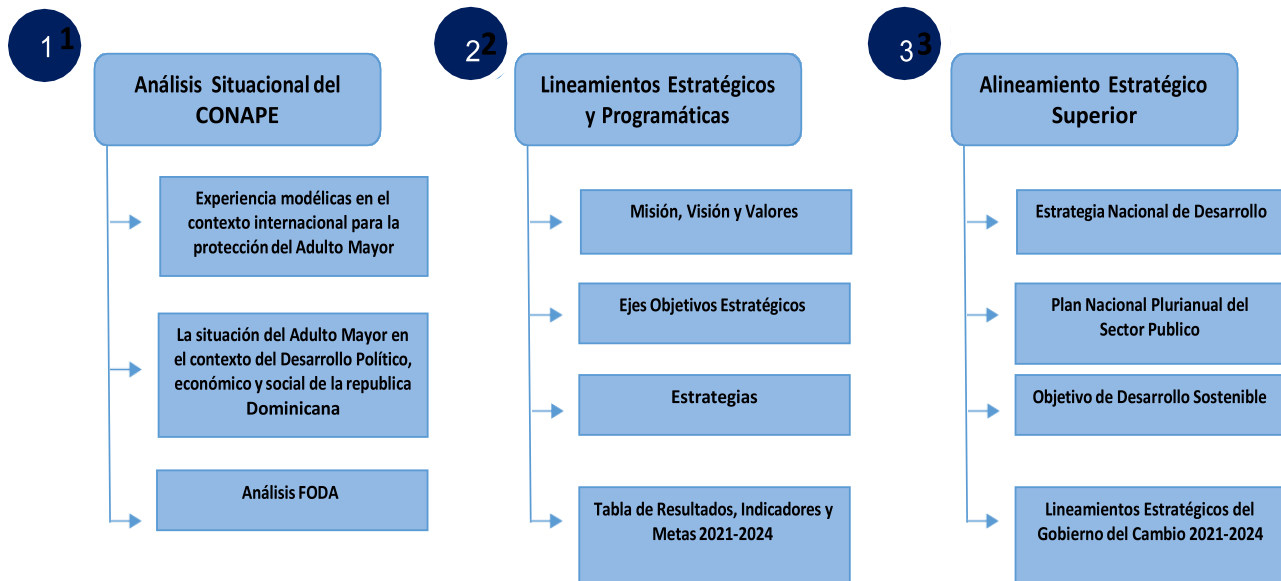 1 1
Análisis Situacional del
CONAPE
Experiencia modélicas en el
contexto internacional para la
protección del Adulto Mayor
La situación del Adulto Mayor en
el contexto del Desarrollo Político,
económico y social de la republica
Dominicana
Análisis FODA
2 2
Lineamientos Estratégicos
y Programáticas
Misión, Visión y Valores
Ejes Objetivos Estratégicos
Estrategias
Tabla de Resultados, Indicadores y
Metas 2021-2024
3 3
Alineamiento Estratégico
Superior
Estrategia Nacional de Desarrollo
Plan Nacional Plurianual del
Sector Publico
Objetivo de Desarrollo Sostenible
Lineamientos Estratégicos del
Gobierno del Cambio 2021-2024